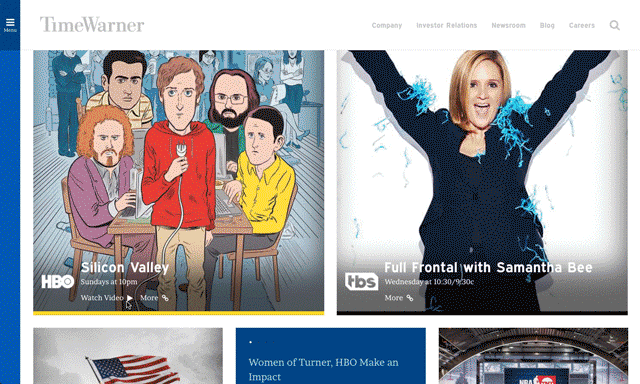 Menu
TimeWarner
Company
Investor Relations
Newsroom
Blog
Careers
HBO
Silicon Valley
Sundays at 10pm
Watch Video
More
tbs
Full Frontal with Samantha Bee
Wednesday at 10:30/9:30c
More
Women of Turner, HBO Make an
Impact
NBA